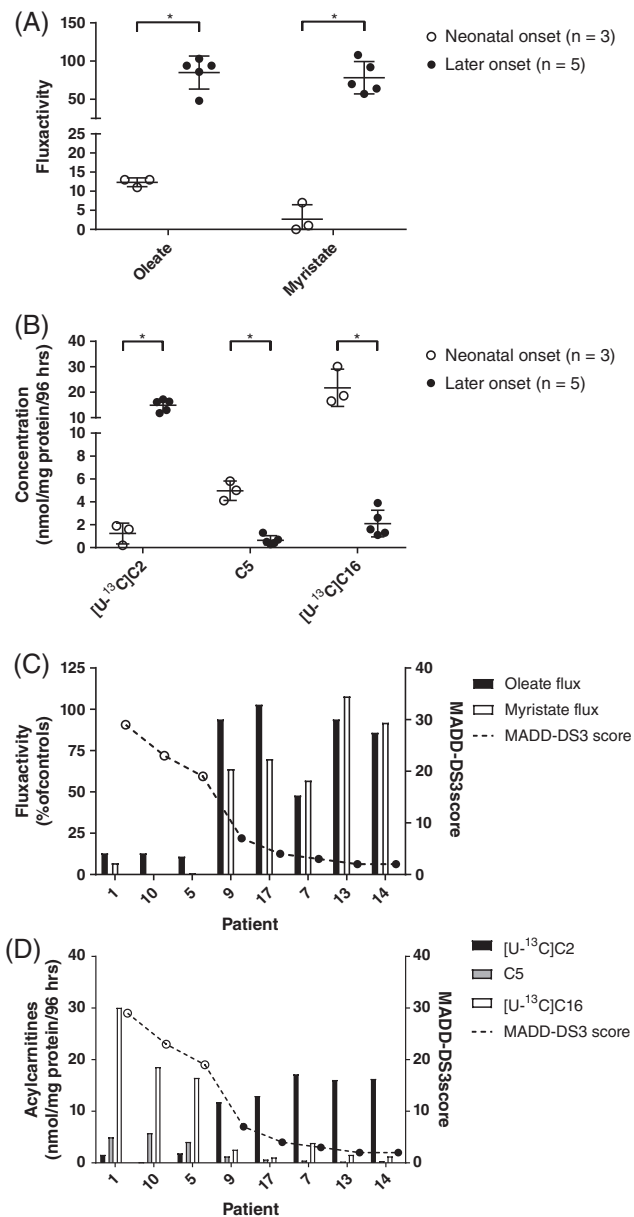 (A)
150
100
50
25
20
15
10
5
0
Fluxactivity
*
*
Oleate
Myristate
Neonatal onset (n = 3)
Later onset (n = 5)
(B)
40
30
20
10
8
6
4
2
0
Concentration
(nmol/mg protein/96 hrs)
*
*
*
[U-¹³C]C2
C5
[U-¹³C]C16
Neonatal onset (n = 3)
Later onset (n = 5)
(C)
125
100
75
50
25
0
Fluxactivity
(%ofcontrols)
40
30
20
10
0
MADD-DS3score
1
10
5
9
17
7
13
14
Patient
Oleate flux
Myristate flux
MADD-DS3 score
(D)
40
30
20
10
0
Acylcarnitines
(nmol/mg protein/96 hrs)
40
30
20
10
0
MADD-DS3score
1
10
5
9
17
7
13
14
Patient
[U-¹³C]C2
C5
[U-¹³C]C16
MADD-DS3 score